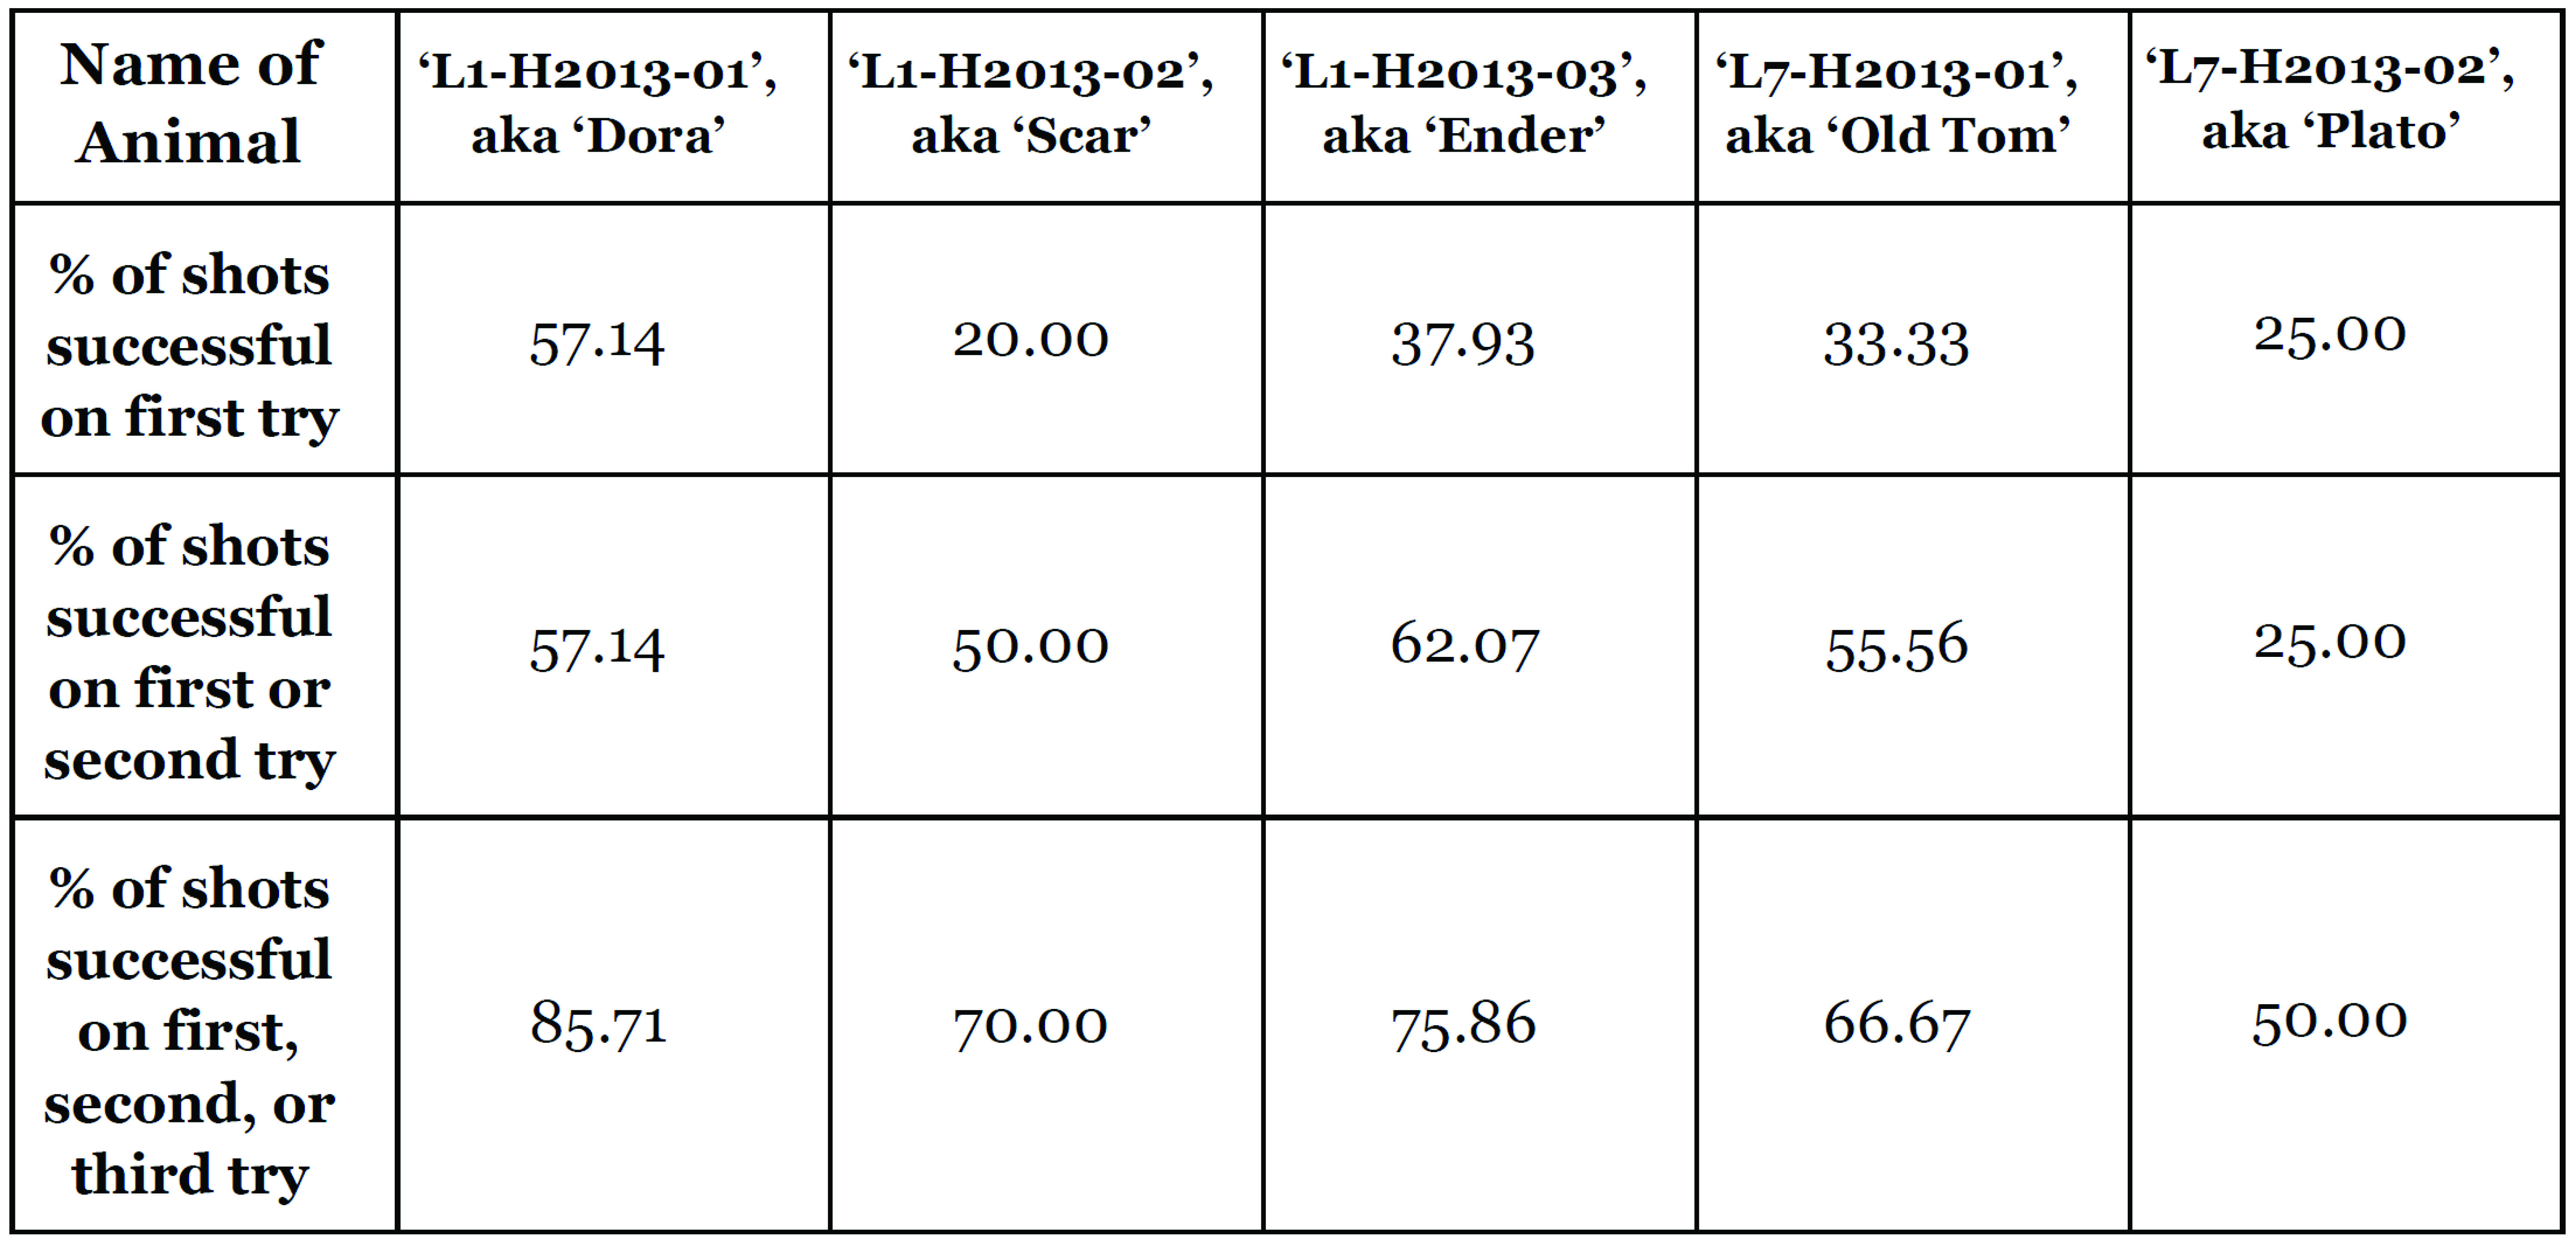 Name of
Animal
‘L1-H2013-01’,
aka ‘Dora’
‘L1-H2013-02’,
aka ‘Scar’
‘L1-H2013-03’,
aka ‘Ender’
‘L7-H2013-01’,
aka ‘Old Tom’
‘L7-H2013-02’,
aka ‘Plato’
% of shots
successful
on first try
57.14
20.00
37.93
33.33
25.00
% of shots
successful
on first or
second try
57.14
50.00
62.07
55.56
25.00
% of shots
successful
on first,
second, or
third try
85.71
70.00
75.86
66.67
50.00